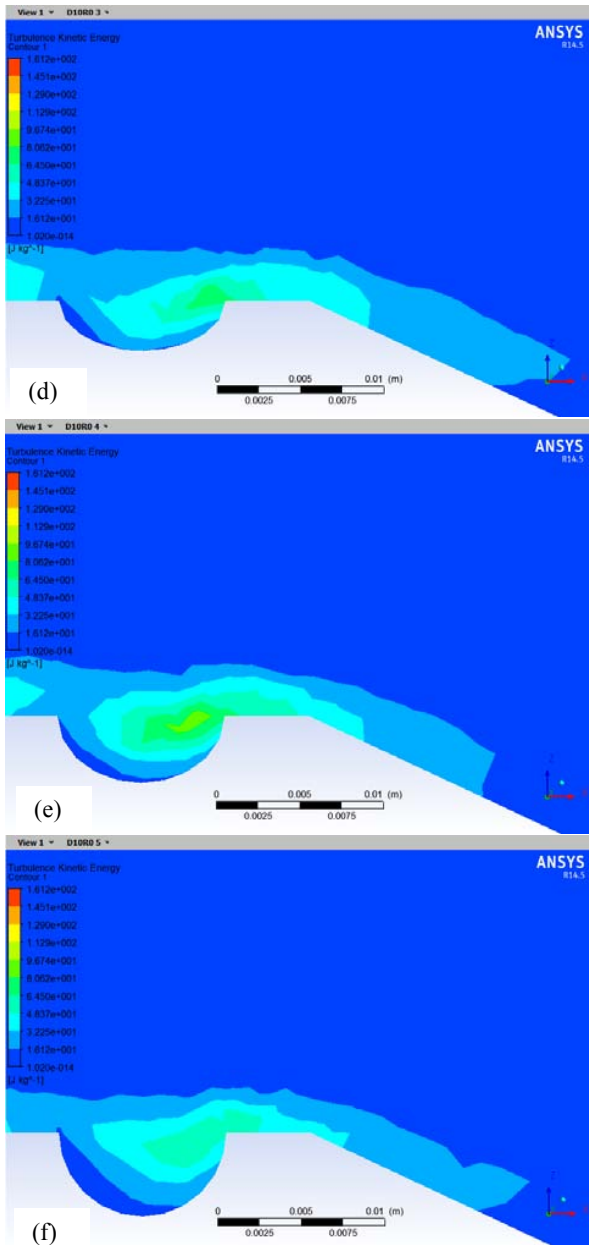 View 1 ▾ D10R0 3 ▾
ANSYS
R14.5
Turbulence Kinetic Energy
Contour 1
1.612e+002
1.451e+002
1.290e+002
1.129e+002
9.674e+001
8.062e+001
6.450e+001
4.837e+001
3.225e+001
1.612e+001
1.020e-014
[J kg^-1]
0 0.005 0.01 (m)
0.0025 0.0075
(d)
View 1 ▾ D10R0 4 ▾
ANSYS
R14.5
Turbulence Kinetic Energy
Contour 1
1.612e+002
1.451e+002
1.290e+002
1.129e+002
9.674e+001
8.062e+001
6.450e+001
4.837e+001
3.225e+001
1.612e+001
1.020e-014
[J kg^-1]
0 0.005 0.01 (m)
0.0025 0.0075
(e)
View 1 ▾ D10R0 5 ▾
ANSYS
R14.5
Turbulence Kinetic Energy
Contour 1
1.612e+002
1.451e+002
1.290e+002
1.129e+002
9.674e+001
8.062e+001
6.450e+001
4.837e+001
3.225e+001
1.612e+001
1.020e-014
[J kg^-1]
0 0.005 0.01 (m)
0.0025 0.0075
(f)